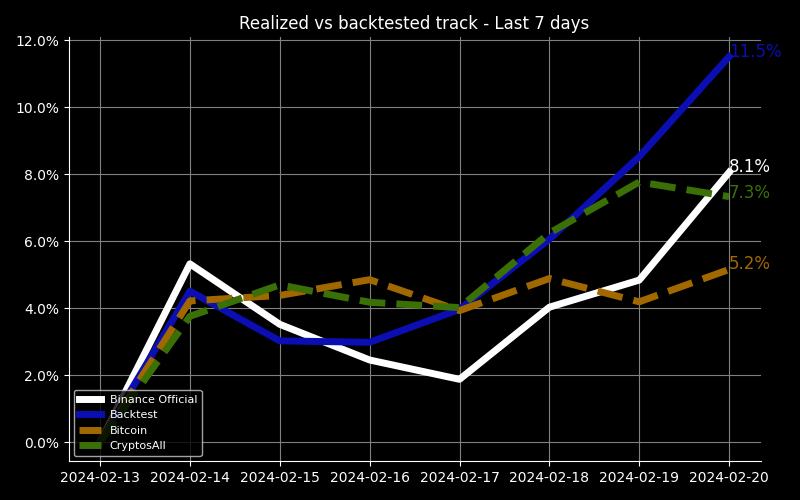 Realized vs backtested track - Last 7 days
12.0%
10.0%
8.0%
6.0%
4.0%
2.0%
0.0%
11.5%
8.1%
7.3%
5.2%
Binance Official
Backtest
Bitcoin
CryptosAll
2024-02-13 2024-02-14 2024-02-15 2024-02-16 2024-02-17 2024-02-18 2024-02-19 2024-02-20